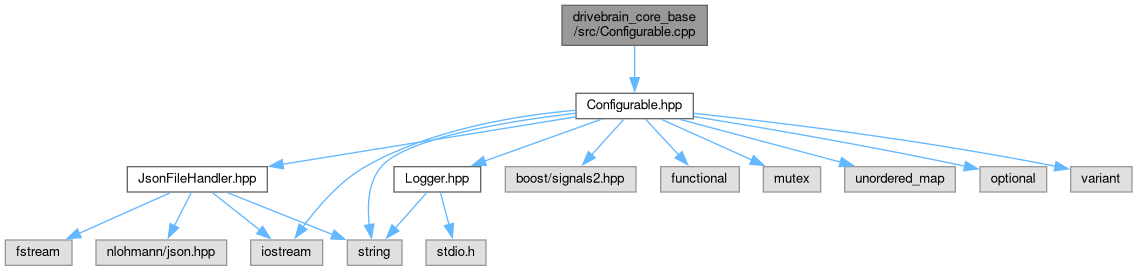 drivebrain_core_base
/src/Configurable.cpp
Configurable.hpp
JsonFileHandler.hpp
Logger.hpp
boost/signals2.hpp
functional
mutex
unordered_map
optional
variant
fstream
nlohmann/json.hpp
iostream
string
stdio.h